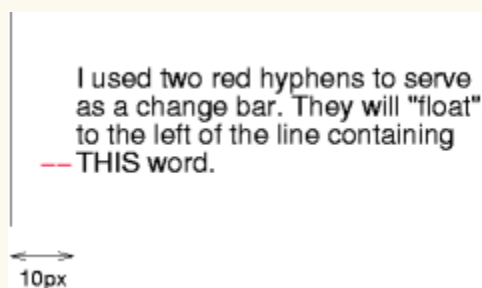 I used two red hyphens to serve
as a change bar. They will "float"
to the left of the line containing
--THIS word.
10px